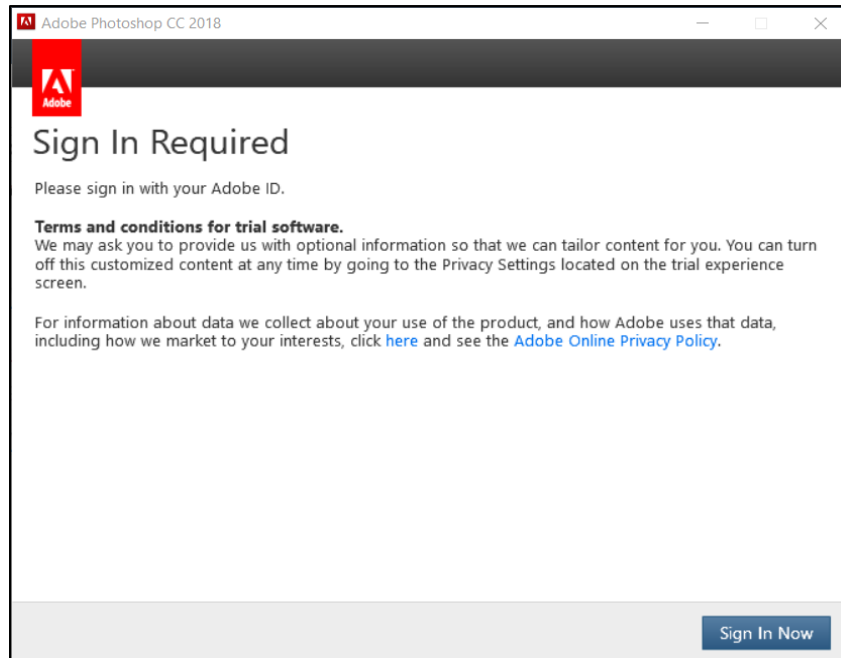 Adobe Photoshop CC 2018
Adobe
Sign In Required
Please sign in with your Adobe ID.
Terms and conditions for trial software.
We may ask you to provide us with optional information so that we can tailor content for you. You can turn
off this customized content at any time by going to the Privacy Settings located on the trial experience
screen.
For information about data we collect about your use of the product, and how Adobe uses that data,
including how we market to your interests, click here and see the Adobe Online Privacy Policy.
Sign In Now